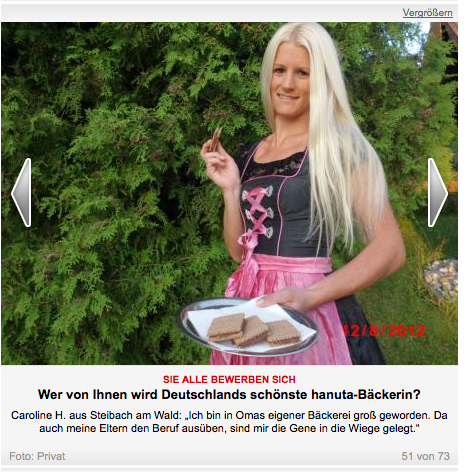 Vergrößern
12/8/2012
SIE ALLE BEWERBEN SICH
Wer von Ihnen wird Deutschlands schönste hanuta-Bäckerin?
Caroline H. aus Steibach am Wald: „Ich bin in Omas eigener Bäckerei groß geworden. Da
auch meine Eltern den Beruf ausüben, sind mir die Gene in die Wiege gelegt.“
Foto: Privat 51 von 73